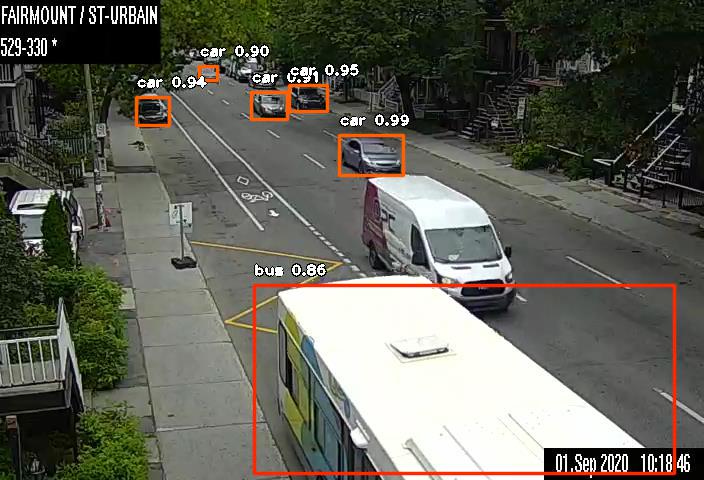 FAIRMOUNT / ST-URBAIN
529-330 *
car 0.90
car 0.94
car 0.91
car 0.95
car 0.99
bus 0.86
01.Sep 2020 10:18:46